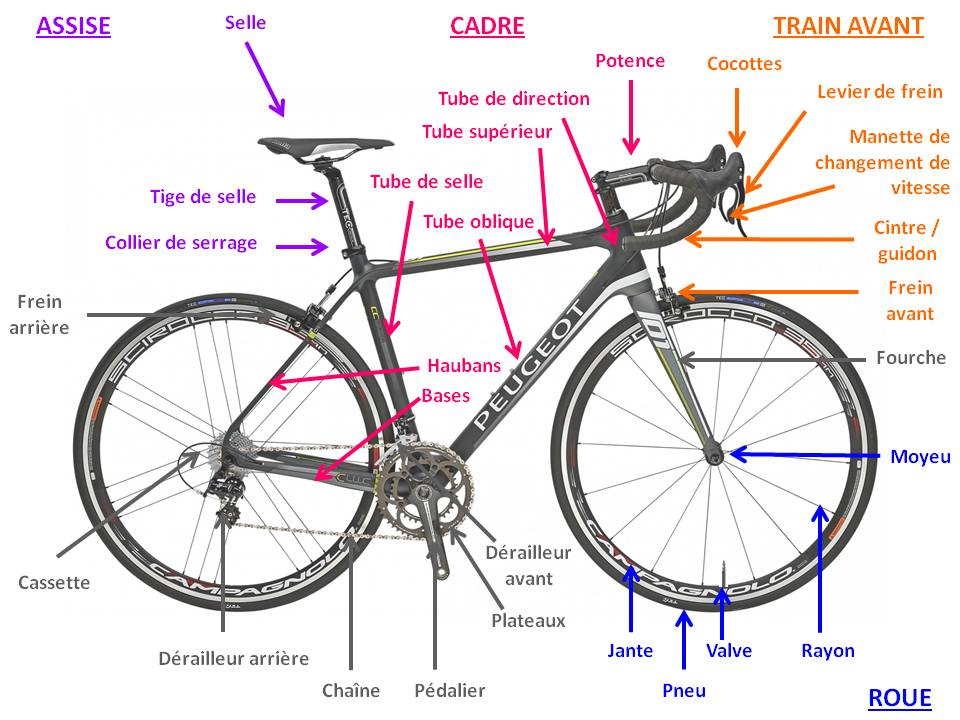 ASSISE
CADRE
TRAIN AVANT
Selle
Potence
Cocottes
Levier de frein
Tube de direction
Tube supérieur
Manette de
changement de
vitesse
Tige de selle
Tube de selle
Tube oblique
Collier de serrage
Cintre /
guidon
Frein
arrière
Frein
avant
Fourche
Haubans
Bases
PEUGEOT
Moyeu
CAMPAGNOLO
CAMPAGNOLO
Cassette
Dérailleur
avant
Plateaux
Dérailleur arrière
Chaîne
Pédalier
Jante
Valve
Rayon
Pneu
ROUE